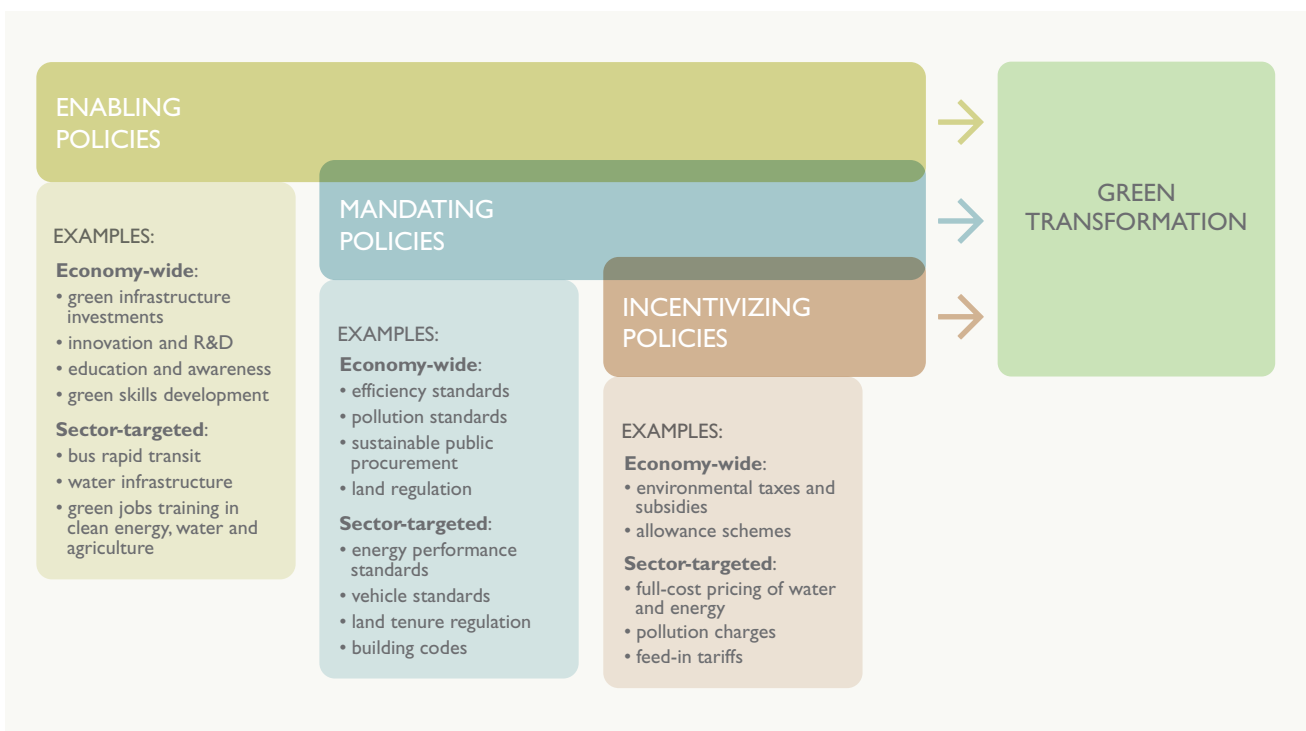 ENABLING
POLICIES
EXAMPLES:
Economy-wide:
• green infrastructure
investments
• innovation and R&D
• education and awareness
• green skills development
Sector-targeted:
• bus rapid transit
• water infrastructure
• green jobs training in
clean energy, water and
agriculture
MANDATING
POLICIES
EXAMPLES:
Economy-wide:
• efficiency standards
• pollution standards
• sustainable public
procurement
• land regulation
Sector-targeted:
• energy performance
standards
• vehicle standards
• land tenure regulation
• building codes
INCENTIVIZING
POLICIES
EXAMPLES:
Economy-wide:
• environmental taxes and
subsidies
• allowance schemes
Sector-targeted:
• full-cost pricing of water
and energy
• pollution charges
• feed-in tariffs
GREEN
TRANSFORMATION